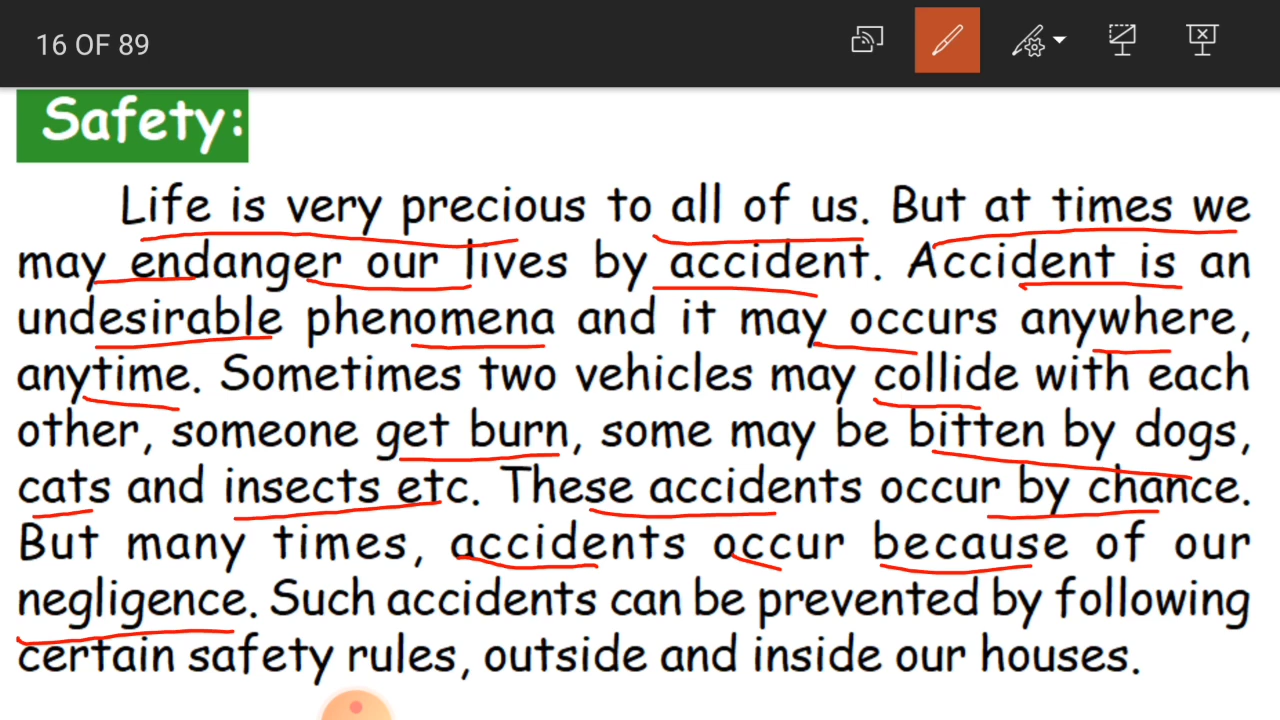 16 OF 89
Safety:
Life is very precious to all of us. But at times we
may endanger our lives by accident. Accident is an
undesirable phenomena and it may occurs anywhere,
anytime. Sometimes two vehicles may collide with each
other, someone get burn, some may be bitten by dogs,
cats and insects etc. These accidents occur by chance.
But many times, accidents occur because of our
negligence. Such accidents can be prevented by following
certain safety rules, outside and inside our houses.